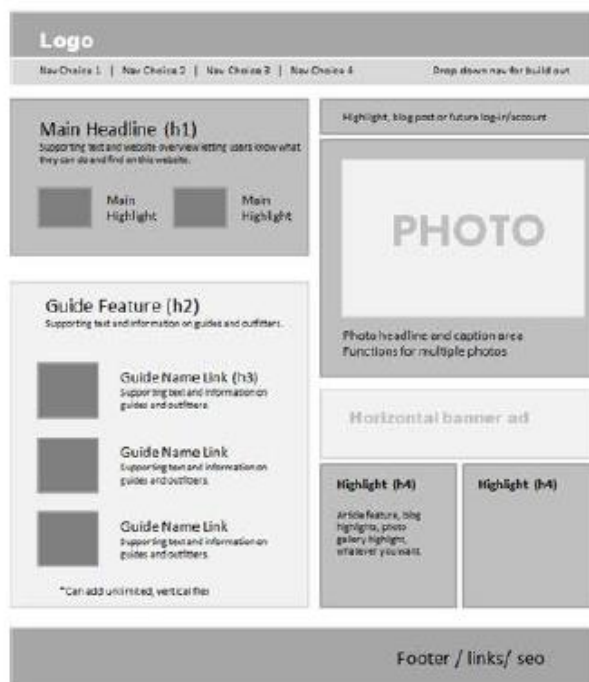 Logo
Nav Choice 1 | Nav Choice 2 | Nav Choice 3 | Nav Choice 4
Drop down nav for build out
Main Headline (h1)
Supporting text and website overview letting users know what
they can do and find on this website.
Main
Highlight
Main
Highlight
Guide Feature (h2)
Supporting text and information on guides and outfitters.
Guide Name Link (h3)
Supporting text and information on
guides and outfitters.
Guide Name Link
Supporting text and information on
guides and outfitters.
Guide Name Link
Supporting text and information on
guides and outfitters.
*Can add unlimited, vertical flex
Highlight, blog post or future log-in/account
PHOTO
Photo headline and caption area
Functions for multiple photos
Horizontal banner ad
Highlight (h4)
Article feature, blog
highlights, photo
gallery highlight,
whatever you want.
Highlight (h4)
Footer / links/ seo